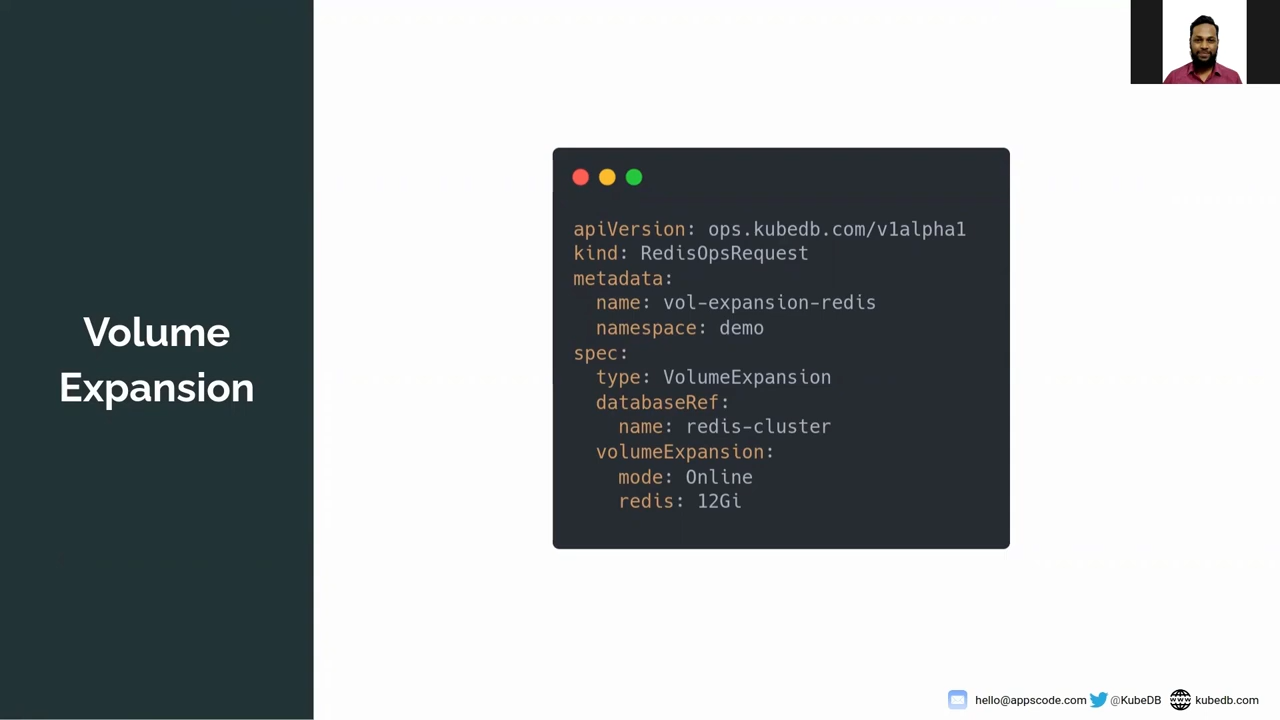 Volume
Expansion
apiVersion: ops.kubedb.com/v1alpha1
kind: RedisOpsRequest
metadata:
  name: vol-expansion-redis
  namespace: demo
spec:
  type: VolumeExpansion
  databaseRef:
    name: redis-cluster
  volumeExpansion:
    mode: Online
    redis: 12Gi
hello@appscode.com @KubeDB kubedb.com